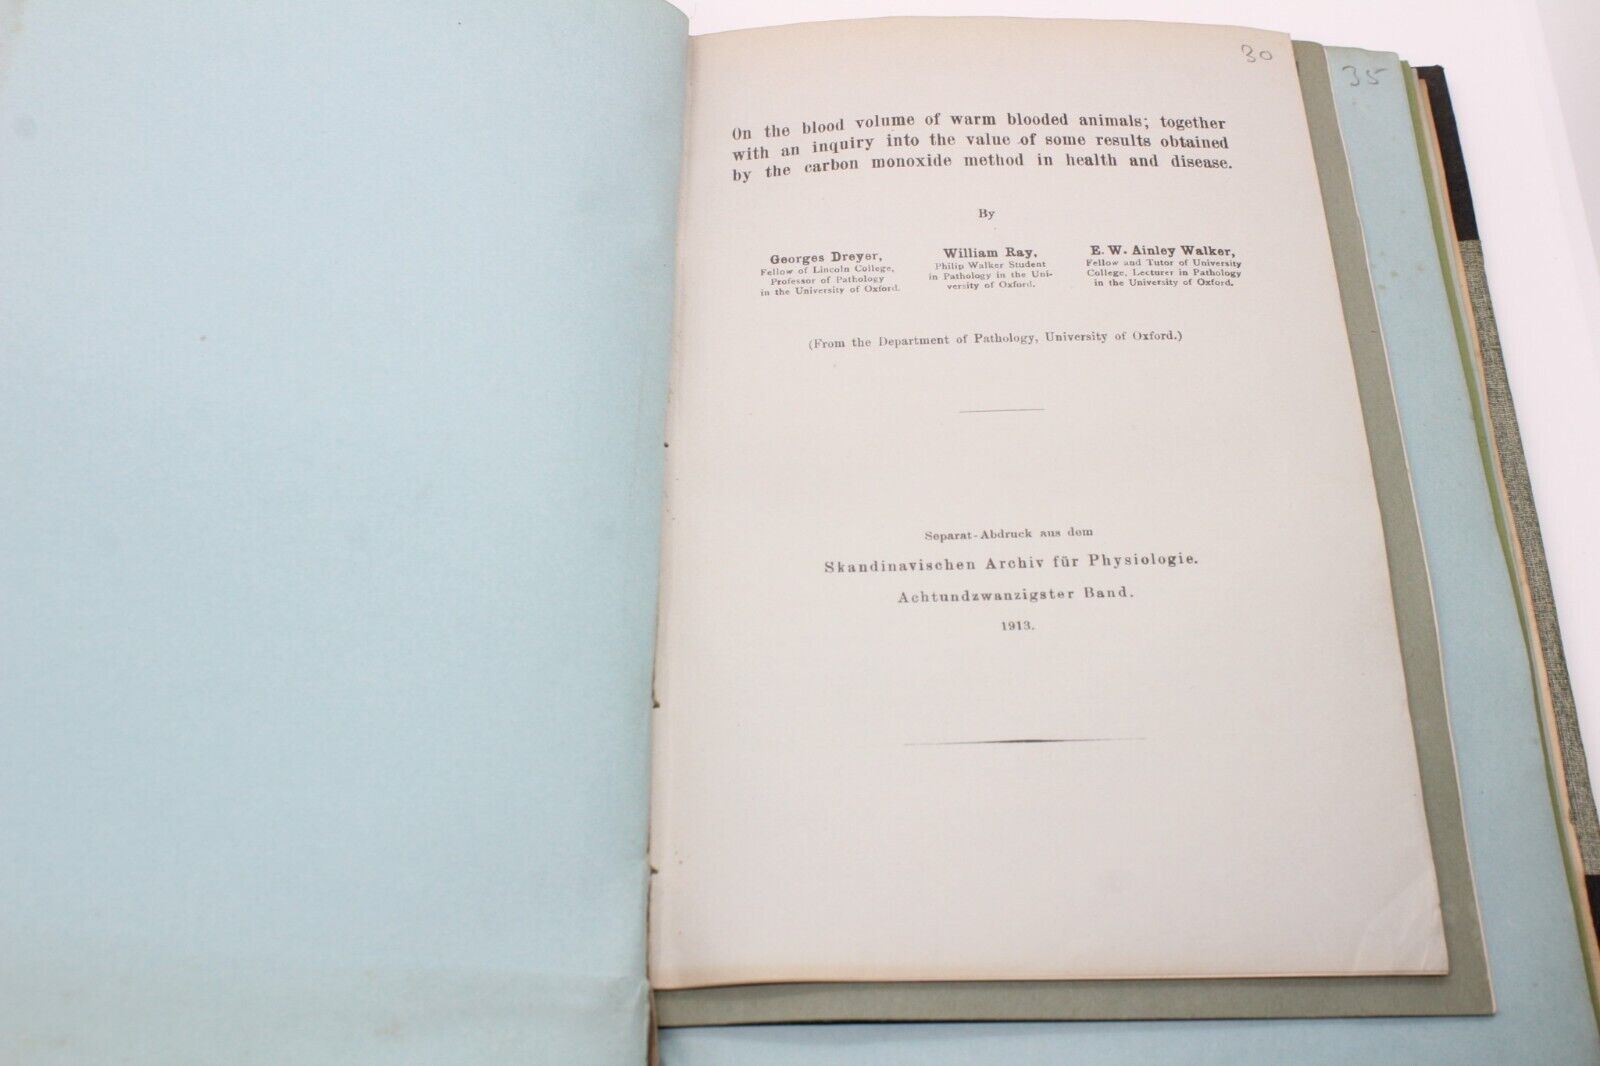 30
35
On the blood volume of warm blooded animals; together
with an inquiry into the value of some results obtained
by the carbon monoxide method in health and disease.
By
Georges Dreyer,
Fellow of Lincoln College,
Professor of Pathology
in the University of Oxford.
William Ray,
Philip Walker Student
in Pathology in the Uni-
versity of Oxford.
E. W. Ainley Walker,
Fellow and Tutor of University
College, Lecturer in Pathology
in the University of Oxford.
(From the Department of Pathology, University of Oxford.)
Separat-Abdruck aus dem
Skandinavischen Archiv für Physiologie.
Achtundzwanzigster Band.
1913.